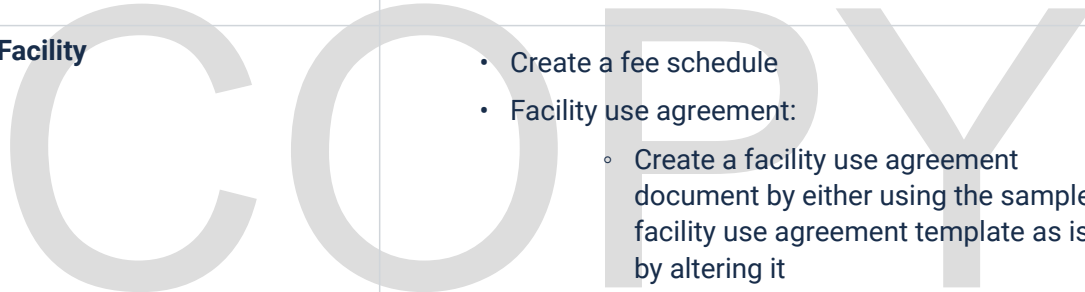 COPY
Facility
• Create a fee schedule
• Facility use agreement:
◦ Create a facility use agreement
document by either using the sample
facility use agreement template as is
by altering it